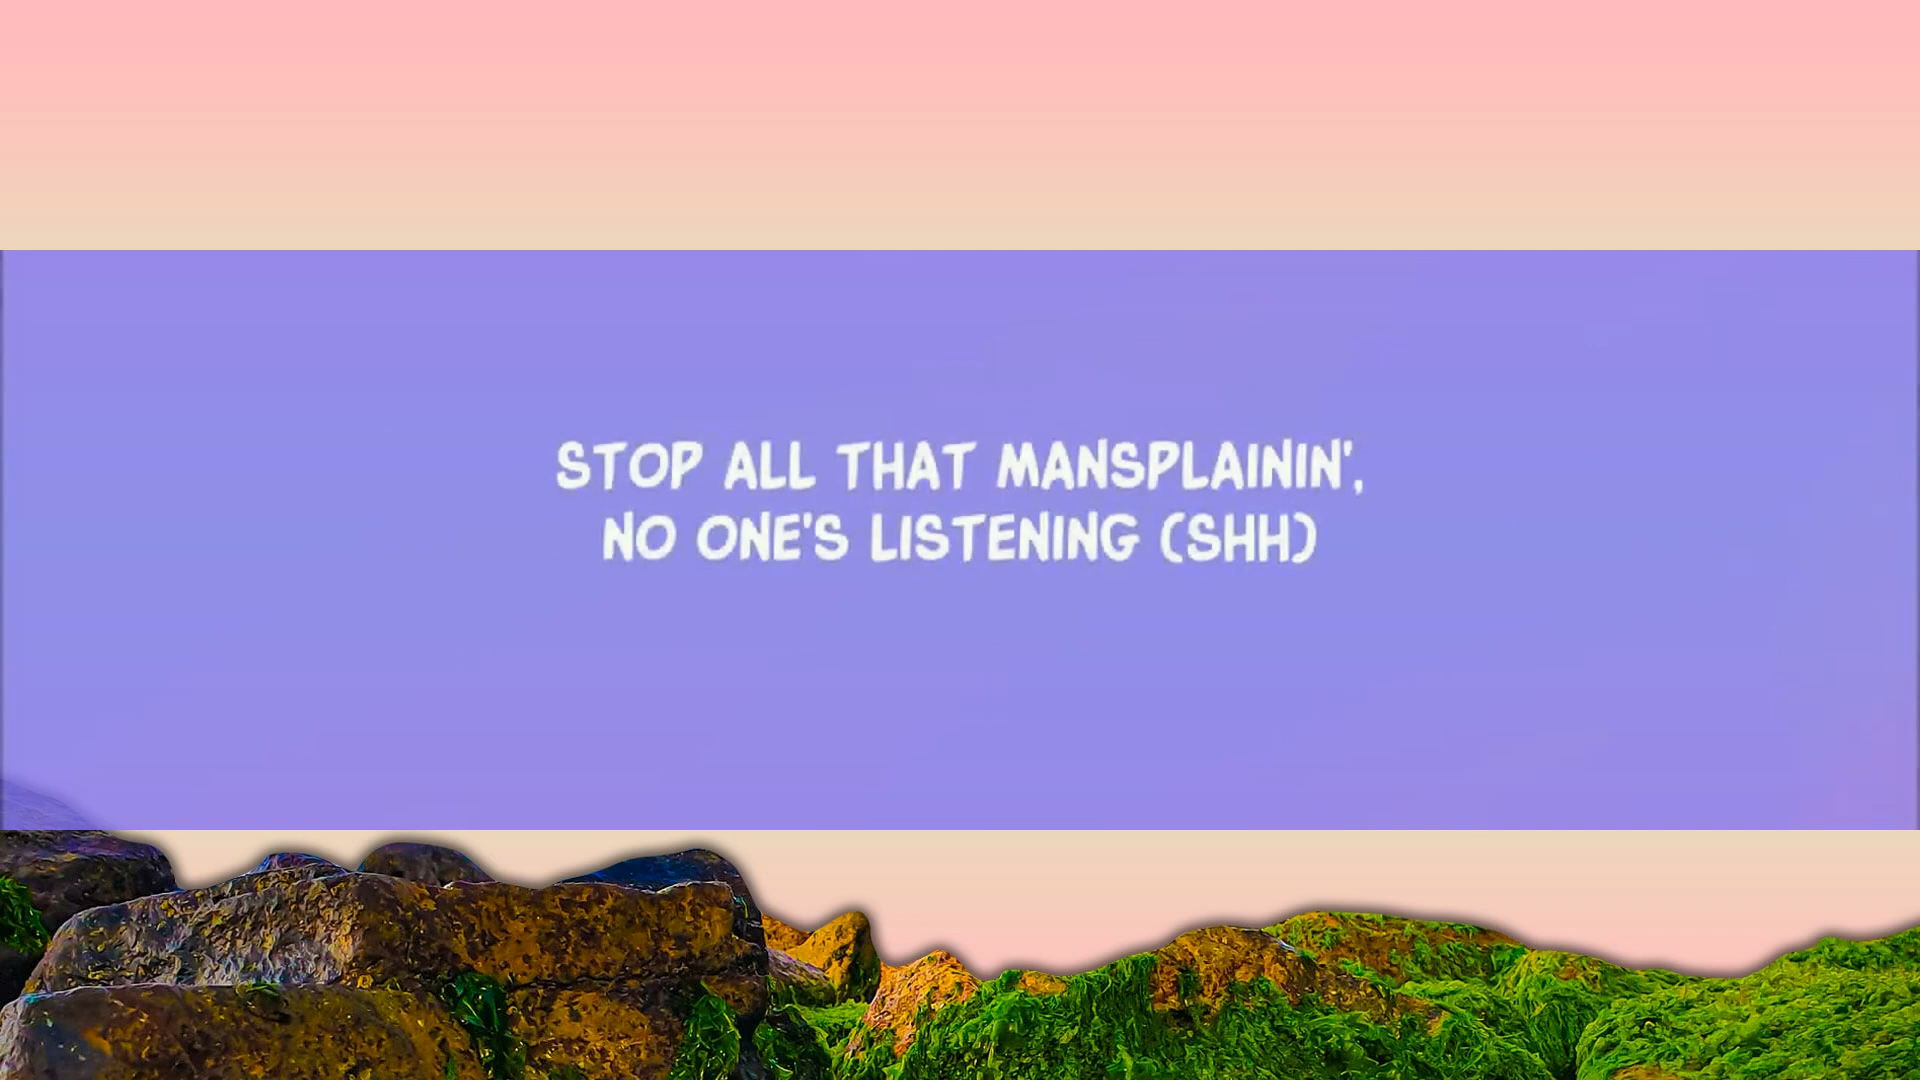 STOP ALL THAT MANSPLAININ',
NO ONE'S LISTENING (SHH)